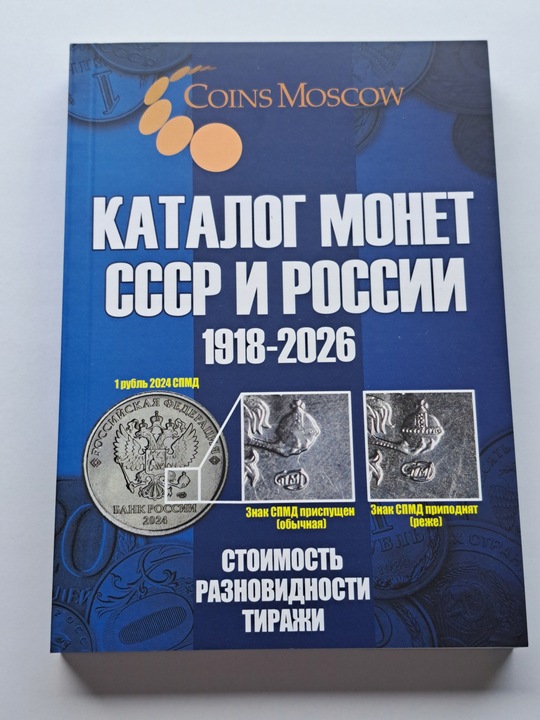 COINS MOSCOW
КАТАЛОГ МОНЕТ
СССР И РОССИИ
1918-2026
1 рубль 2024 СПМД
РОССИЙСКАЯ ФЕДЕРАЦИЯ
БАНК РОССИИ
2024
Знак СПМД приспущен
(обычная)
Знак СПМД приподнят
(реже)
СТОИМОСТЬ
РАЗНОВИДНОСТИ
ТИРАЖИ